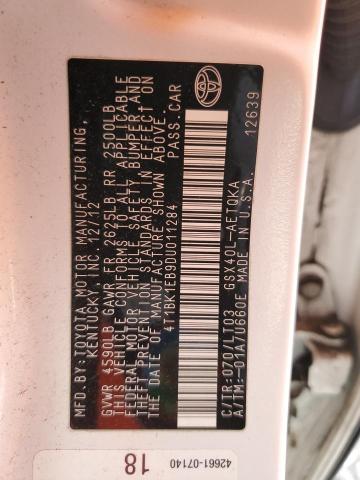 MFD. BY: TOYOTA MOTOR MANUFACTURING,
KENTUCKY, INC. 12/12
GVWR 4590LB GAWR FR 2625LB RR 2500LB
THIS VEHICLE CONFORMS TO ALL APPLICABLE
FEDERAL MOTOR VEHICLE SAFETY, BUMPER, AND
THEFT PREVENTION STANDARDS IN EFFECT ON
THE DATE OF MANUFACTURE SHOWN ABOVE.
4T1BK1EB9DU011284 PASS. CAR
C/TR: 070/LT03 GSX40L-AETQKA
A/TM: -01A/U660E MADE IN U.S.A.
12639
42661-07140
18